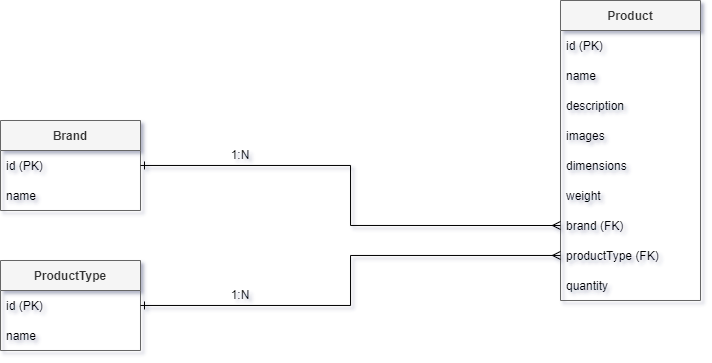 Product
id (PK)
name
description
images
dimensions
weight
brand (FK)
productType (FK)
quantity
Brand
id (PK)
name
1:N
ProductType
id (PK)
name
1:N